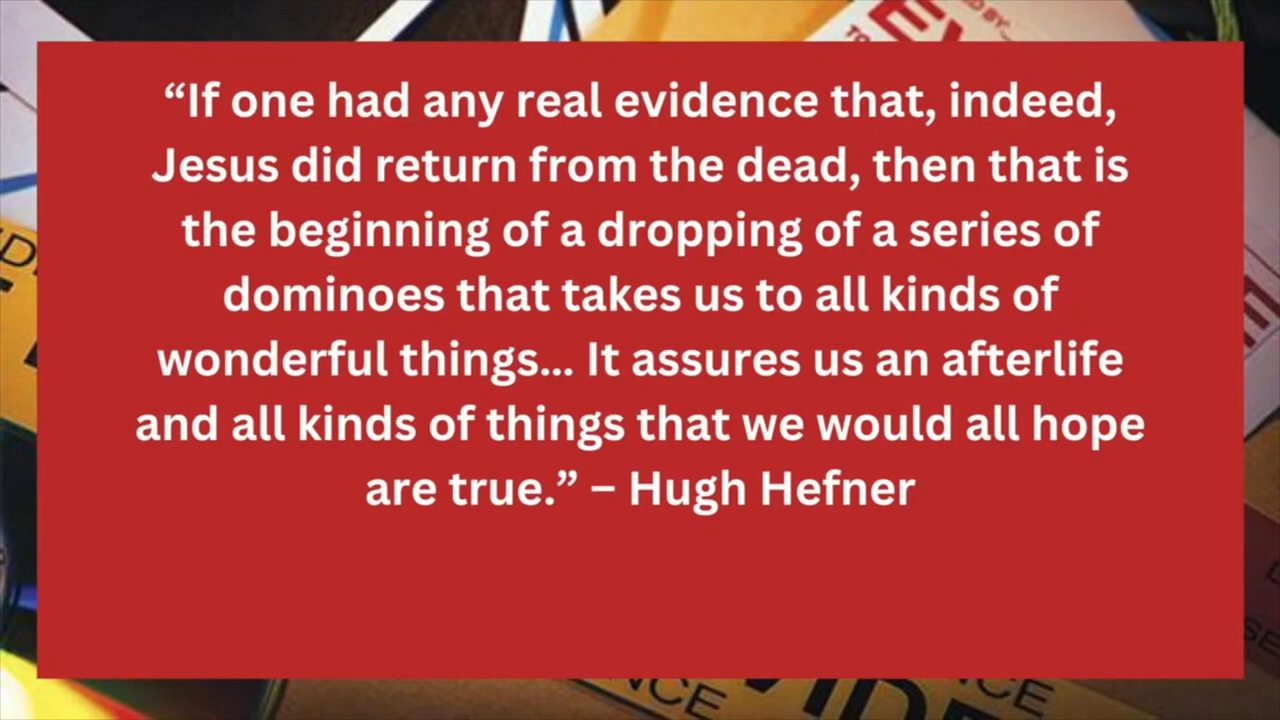 “If one had any real evidence that, indeed,
Jesus did return from the dead, then that is
the beginning of a dropping of a series of
dominoes that takes us to all kinds of
wonderful things... It assures us an afterlife
and all kinds of things that we would all hope
are true.” – Hugh Hefner